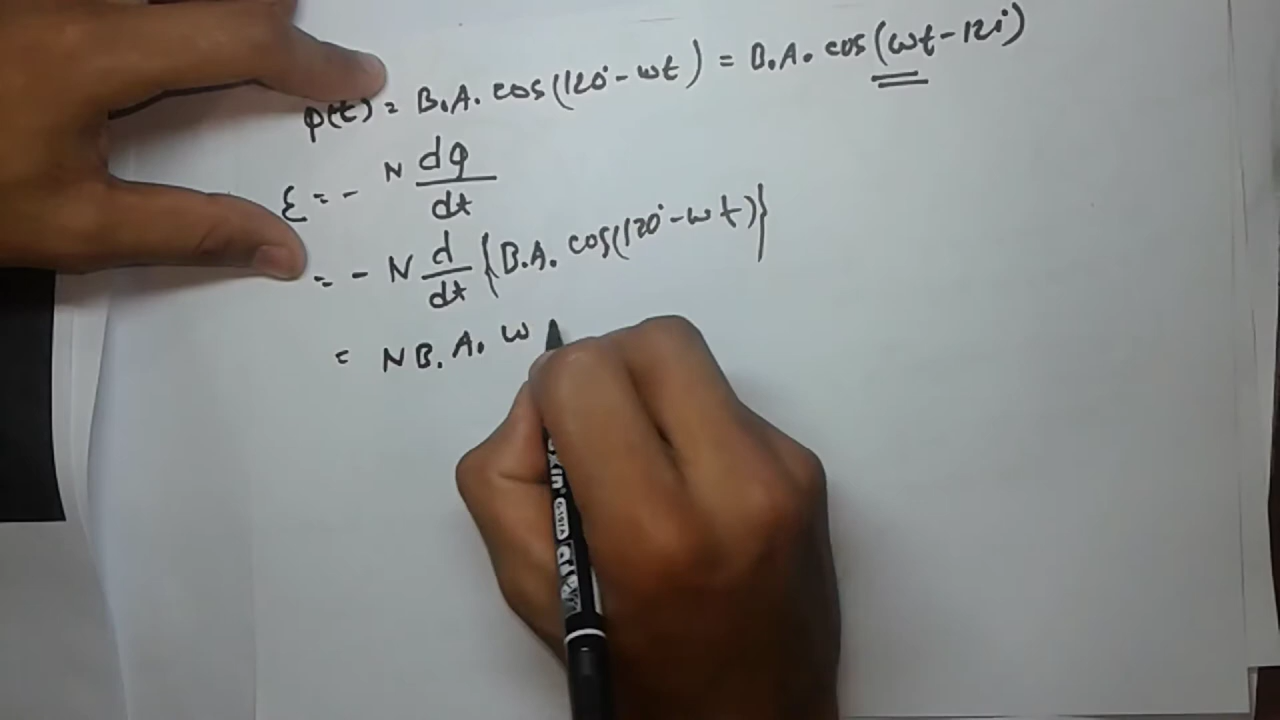 φ(t) = B.A. cos(120° - ωt) = B.A. cos(ωt - 120°)
ε = - N dφ/dt
= - N d/dt {B.A. cos(120° - ωt)}
= NB. A. ω